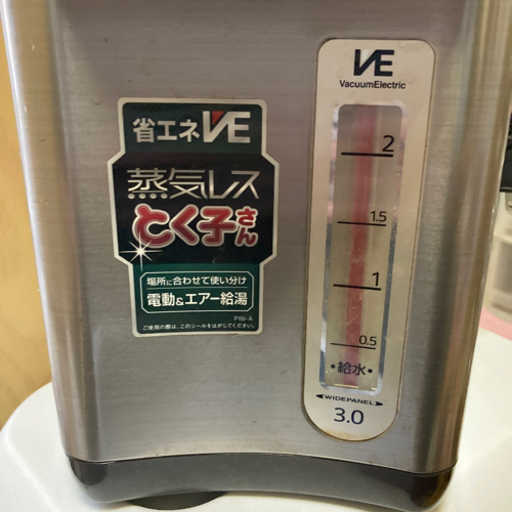 省エネVE
蒸気レス
とく子さん
場所に合わせて使い分け
電動&エアー給湯
PIB-A
ご使用の際は、このシールをはがしてください。
VE
VacuumElectric
2
1.5
1
0.5
・給水・
◀WIDEPANEL▶
3.0